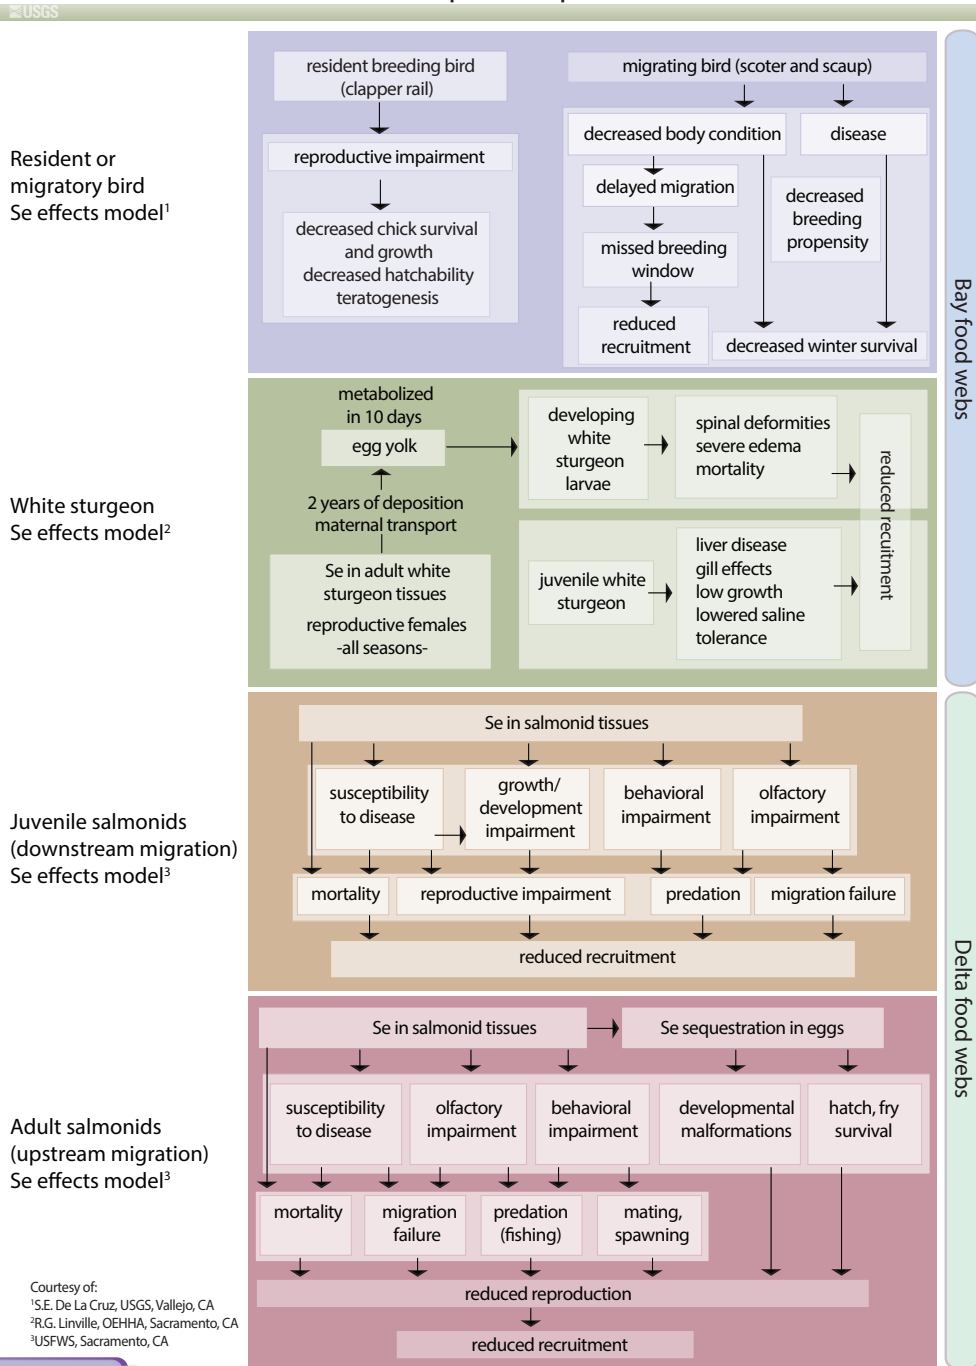 USGS
resident breeding bird
(clapper rail)
migrating bird (scoter and scaup)
decreased body condition
disease
reproductive impairment
delayed migration
decreased
breeding
propensity
decreased chick survival
and growth
decreased hatchability
teratogenesis
missed breeding
window
reduced
recruitment
decreased winter survival
Resident or
migratory bird
Se effects model1
Bay food webs
metabolized
in 10 days
egg yolk
2 years of deposition
maternal transport
Se in adult white
sturgeon tissues
reproductive females
-all seasons-
developing
white
sturgeon
larvae
spinal deformities
severe edema
mortality
juvenile white
sturgeon
liver disease
gill effects
low growth
lowered saline
tolerance
reduced recuitment
White sturgeon
Se effects model2
Se in salmonid tissues
susceptibility
to disease
growth/
development
impairment
behavioral
impairment
olfactory
impairment
mortality
reproductive impairment
predation
migration failure
reduced recruitment
Juvenile salmonids
(downstream migration)
Se effects model3
Delta food webs
Se in salmonid tissues
Se sequestration in eggs
susceptibility
to disease
olfactory
impairment
behavioral
impairment
developmental
malformations
hatch, fry
survival
mortality
migration
failure
predation
(fishing)
mating,
spawning
reduced reproduction
reduced recruitment
Adult salmonids
(upstream migration)
Se effects model3
Courtesy of:
1S.E. De La Cruz, USGS, Vallejo, CA
2R.G. Linville, OEHHA, Sacramento, CA
3USFWS, Sacramento, CA